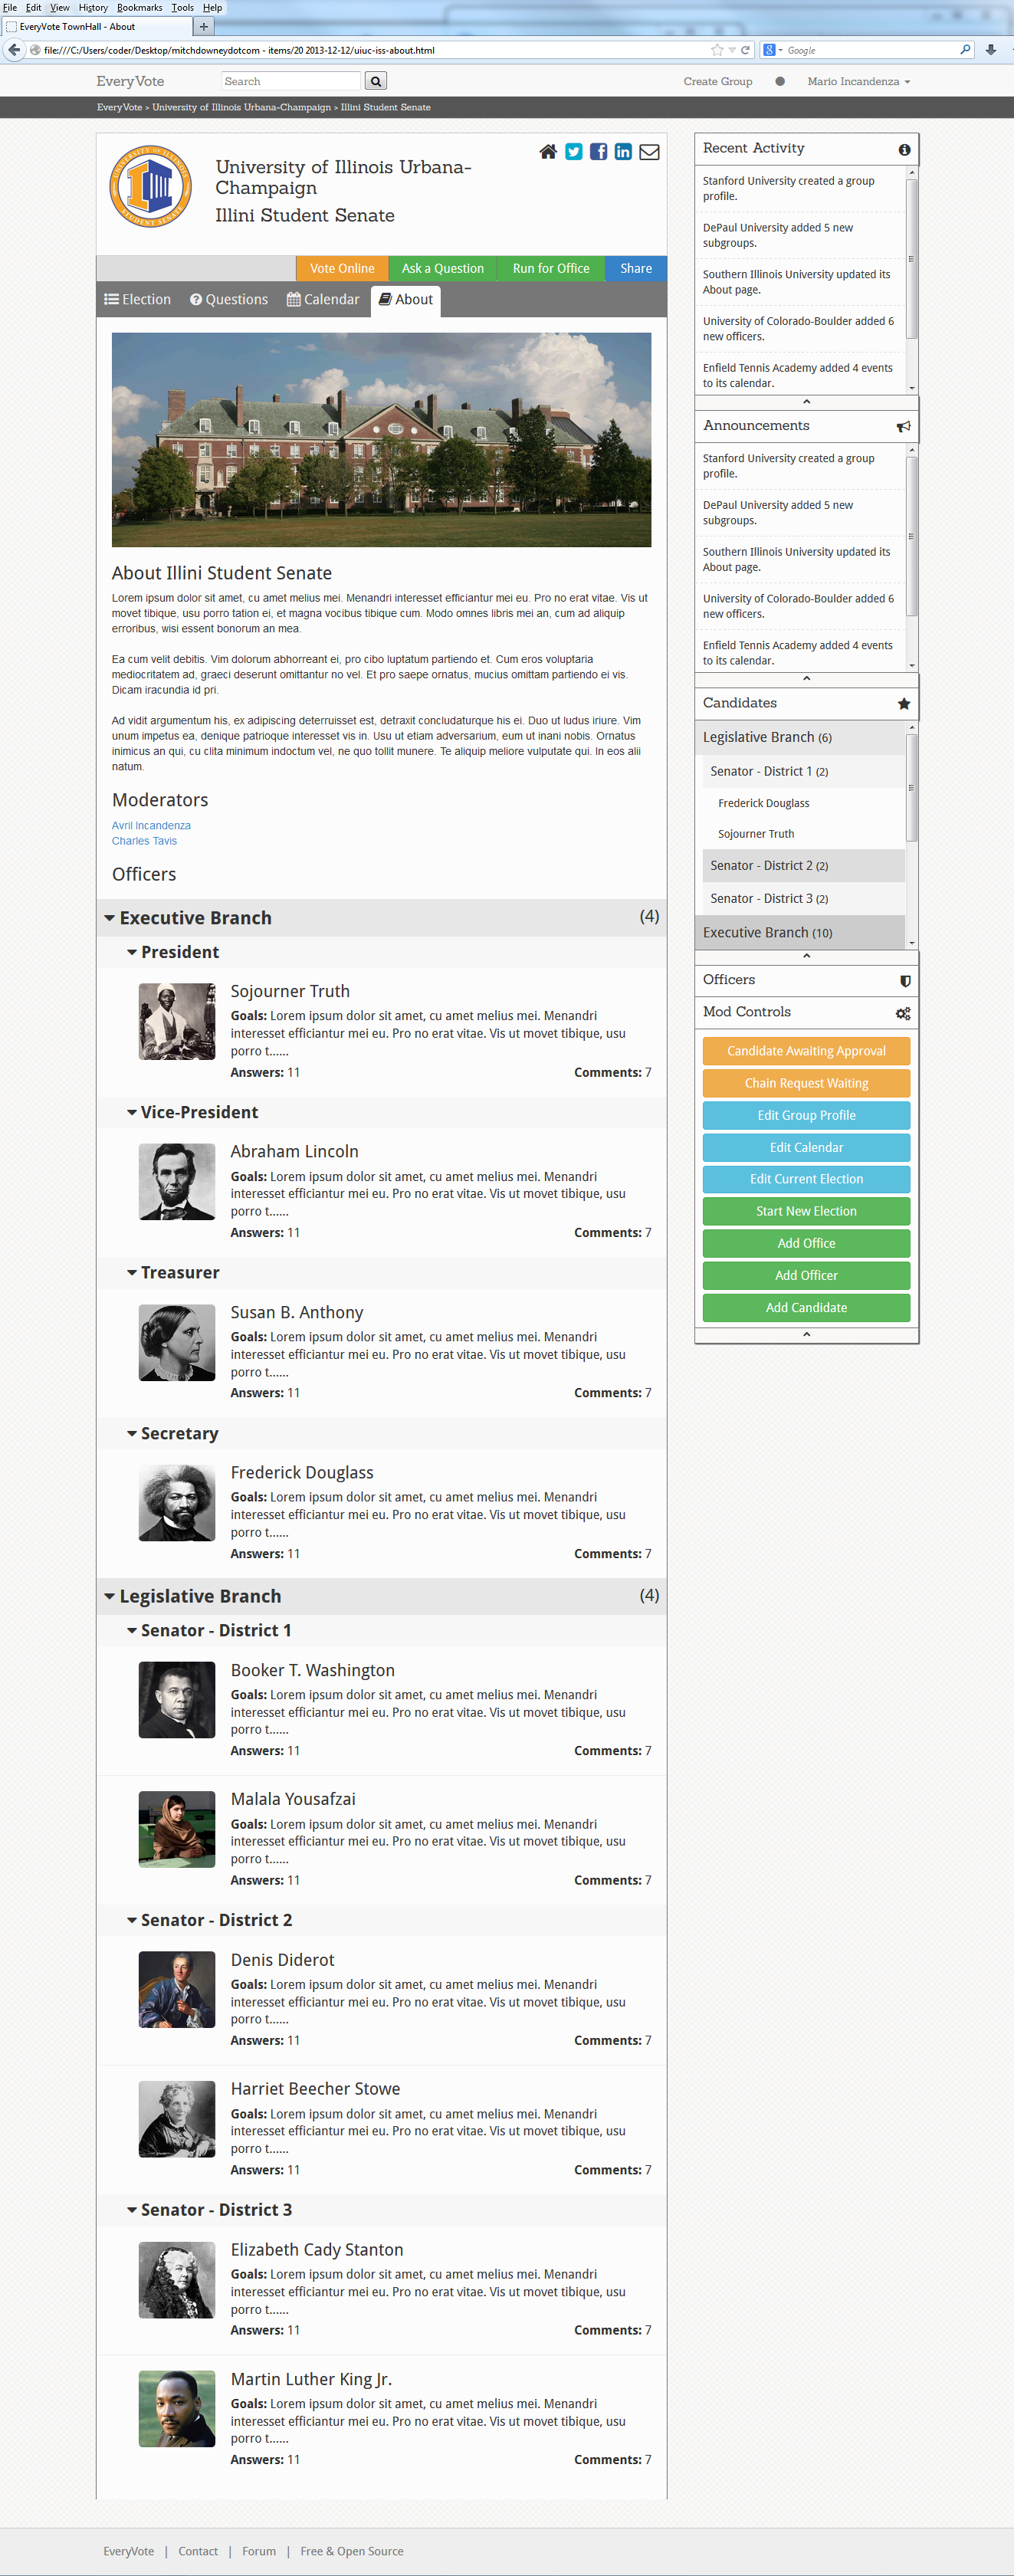 File Edit View History Bookmarks Tools Help
EveryVote TownHall - About
file:///C:/Users/coder/Desktop/mitchdowneydotcom - items/20 2013-12-12/uiuc-iss-about.html
Google
EveryVote
Search
Create Group
Mario Incandenza
EveryVote > University of Illinois Urbana-Champaign > Illini Student Senate
UNIVERSITY OF ILLINOIS
STUDENT SENATE
University of Illinois Urbana-
Champaign
Illini Student Senate
Vote Online
Ask a Question
Run for Office
Share
Election
Questions
Calendar
About
About Illini Student Senate
Lorem ipsum dolor sit amet, cu amet melius mei. Menandri interesset efficiantur mei eu. Pro no erat vitae. Vis ut
movet tibique, usu porro tation ei, et magna vocibus tibique cum. Modo omnes libris mei an, cum ad aliquip
erroribus, wisi essent bonorum an mea.
Ea cum velit debitis. Vim dolorum abhorreant ei, pro cibo luptatum partiendo et. Cum eros voluptaria
mediocritatem ad, graeci deserunt omittantur no vel. Et pro saepe ornatus, mucius omittam partiendo ei vis.
Dicam iracundia id pri.
Ad vidit argumentum his, ex adipiscing deterruisset est, detraxit concludaturque his ei. Duo ut ludus iriure. Vim
unum impetus ea, denique patrioque interesset vis in. Usu ut etiam adversarium, eum ut inani nobis. Ornatus
inimicus an qui, cu clita minimum indoctum vel, ne quo tollit munere. Te aliquip meliore vulputate qui. In eos alii
natum.
Moderators
Avril Incandenza
Charles Tavis
Officers
Executive Branch (4)
President
Sojourner Truth
Goals: Lorem ipsum dolor sit amet, cu amet melius mei. Menandri
interesset efficiantur mei eu. Pro no erat vitae. Vis ut movet tibique, usu
porro t......
Answers: 11 Comments: 7
Vice-President
Abraham Lincoln
Goals: Lorem ipsum dolor sit amet, cu amet melius mei. Menandri
interesset efficiantur mei eu. Pro no erat vitae. Vis ut movet tibique, usu
porro t......
Answers: 11 Comments: 7
Treasurer
Susan B. Anthony
Goals: Lorem ipsum dolor sit amet, cu amet melius mei. Menandri
interesset efficiantur mei eu. Pro no erat vitae. Vis ut movet tibique, usu
porro t......
Answers: 11 Comments: 7
Secretary
Frederick Douglass
Goals: Lorem ipsum dolor sit amet, cu amet melius mei. Menandri
interesset efficiantur mei eu. Pro no erat vitae. Vis ut movet tibique, usu
porro t......
Answers: 11 Comments: 7
Legislative Branch (4)
Senator - District 1
Booker T. Washington
Goals: Lorem ipsum dolor sit amet, cu amet melius mei. Menandri
interesset efficiantur mei eu. Pro no erat vitae. Vis ut movet tibique, usu
porro t......
Answers: 11 Comments: 7
Malala Yousafzai
Goals: Lorem ipsum dolor sit amet, cu amet melius mei. Menandri
interesset efficiantur mei eu. Pro no erat vitae. Vis ut movet tibique, usu
porro t......
Answers: 11 Comments: 7
Senator - District 2
Denis Diderot
Goals: Lorem ipsum dolor sit amet, cu amet melius mei. Menandri
interesset efficiantur mei eu. Pro no erat vitae. Vis ut movet tibique, usu
porro t......
Answers: 11 Comments: 7
Harriet Beecher Stowe
Goals: Lorem ipsum dolor sit amet, cu amet melius mei. Menandri
interesset efficiantur mei eu. Pro no erat vitae. Vis ut movet tibique, usu
porro t......
Answers: 11 Comments: 7
Senator - District 3
Elizabeth Cady Stanton
Goals: Lorem ipsum dolor sit amet, cu amet melius mei. Menandri
interesset efficiantur mei eu. Pro no erat vitae. Vis ut movet tibique, usu
porro t......
Answers: 11 Comments: 7
Martin Luther King Jr.
Goals: Lorem ipsum dolor sit amet, cu amet melius mei. Menandri
interesset efficiantur mei eu. Pro no erat vitae. Vis ut movet tibique, usu
porro t......
Answers: 11 Comments: 7
Recent Activity
Stanford University created a group
profile.
DePaul University added 5 new
subgroups.
Southern Illinois University updated its
About page.
University of Colorado-Boulder added 6
new officers.
Enfield Tennis Academy added 4 events
to its calendar.
Announcements
Stanford University created a group
profile.
DePaul University added 5 new
subgroups.
Southern Illinois University updated its
About page.
University of Colorado-Boulder added 6
new officers.
Enfield Tennis Academy added 4 events
to its calendar.
Candidates
Legislative Branch (6)
Senator - District 1 (2)
Frederick Douglass
Sojourner Truth
Senator - District 2 (2)
Senator - District 3 (2)
Executive Branch (10)
Officers
Mod Controls
Candidate Awaiting Approval
Chain Request Waiting
Edit Group Profile
Edit Calendar
Edit Current Election
Start New Election
Add Office
Add Officer
Add Candidate
EveryVote | Contact | Forum | Free & Open Source